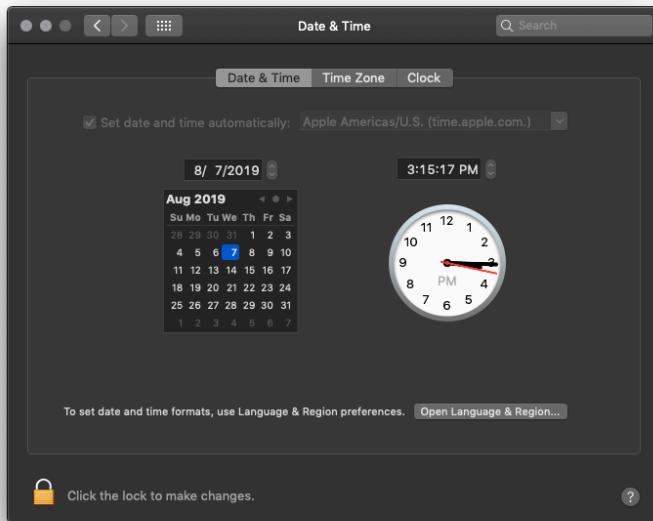 Date & Time
Search
Date & Time Time Zone Clock
Set date and time automatically: Apple Americas/U.S. (time.apple.com.)
8/ 7/2019
3:15:17 PM
Aug 2019
Su Mo Tu We Th Fr Sa
28 29 30 31 1 2 3
4 5 6 7 8 9 10
11 12 13 14 15 16 17
18 19 20 21 22 23 24
25 26 27 28 29 30 31
1 2 3 4 5 6 7
12
11 1
10 2
9 3
PM
8 4
7 5
6
To set date and time formats, use Language & Region preferences. Open Language & Region...
Click the lock to make changes.
?